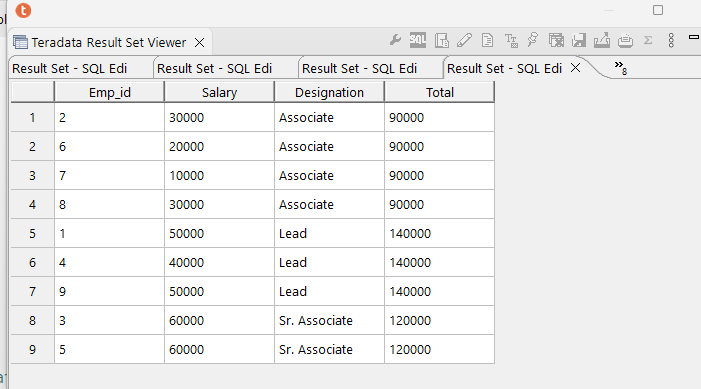 t
Teradata Result Set Viewer
SQL
Result Set - SQL Edi Result Set - SQL Edi Result Set - SQL Edi Result Set - SQL Edi »8
Emp_id Salary Designation Total
1 2 30000 Associate 90000
2 6 20000 Associate 90000
3 7 10000 Associate 90000
4 8 30000 Associate 90000
5 1 50000 Lead 140000
6 4 40000 Lead 140000
7 9 50000 Lead 140000
8 3 60000 Sr. Associate 120000
9 5 60000 Sr. Associate 120000